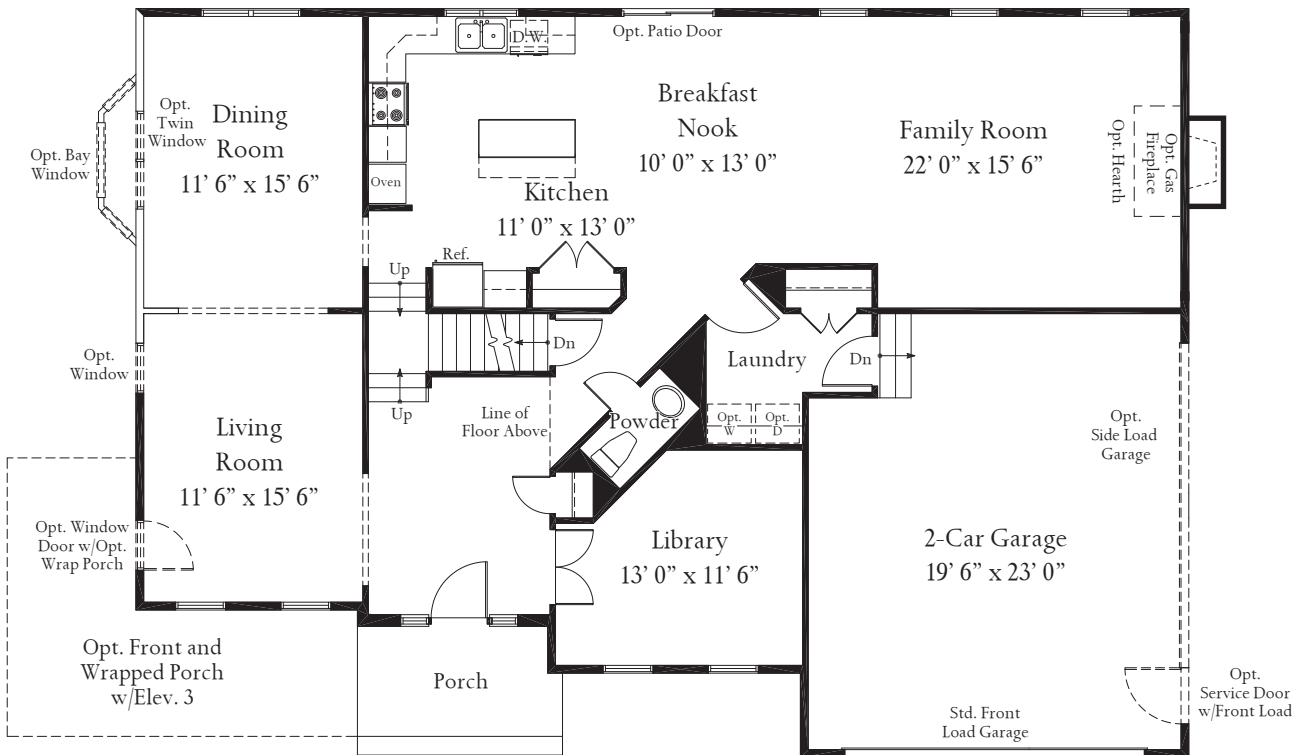 Opt. Patio Door
D.W.
Opt.
Twin
Window
Dining
Room
11' 6" x 15' 6"
Opt. Bay
Window
Oven
Breakfast
Nook
10' 0" x 13' 0"
Family Room
22' 0" x 15' 6"
Opt. Gas
Fireplace
Opt. Hearth
Kitchen
11' 0" x 13' 0"
Ref.
Up
Dn
Laundry
Dn
Opt.
Window
Up
Line of
Floor Above
Powder
Opt.
W
Opt.
D
Opt.
Side Load
Garage
Living
Room
11' 6" x 15' 6"
Opt. Window
Door w/Opt.
Wrap Porch
Library
13' 0" x 11' 6"
2-Car Garage
19' 6" x 23' 0"
Opt. Front and
Wrapped Porch
w/Elev. 3
Porch
Std. Front
Load Garage
Opt.
Service Door
w/Front Load